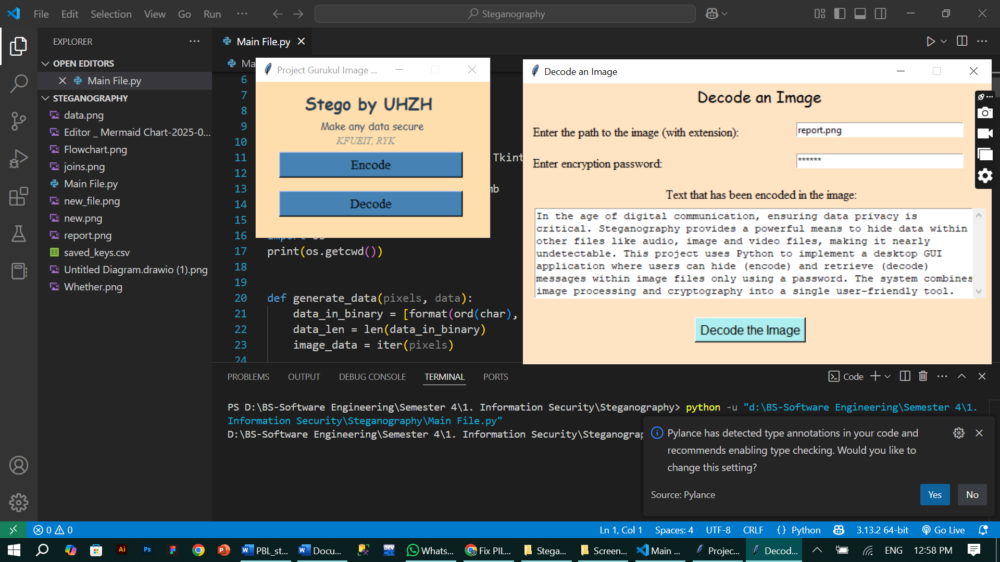 File Edit Selection View Go Run ···
Steganography
EXPLORER
OPEN EDITORS
Main File.py
STEGANOGRAPHY
data.png
Editor _ Mermaid Chart-2025-0...
Flowchart.png
joins.png
Main File.py
new_file.png
new.png
report.png
saved_keys.csv
Untitled Diagram.drawio (1).png
Whether.png
Main File.py
Ma
6
7
8
9
10
11 Tkint
12
13 mb
14
15
16 import os
17 print(os.getcwd())
18
19
20 def generate_data(pixels, data):
21 data_in_binary = [format(ord(char),
22 data_len = len(data_in_binary)
23 image_data = iter(pixels)
24
Project Gurukul Image ...
Stego by UHZH
Make any data secure
KFUEIT, RYK
Encode
Decode
Decode an Image
Decode an Image
Enter the path to the image (with extension): report.png
Enter encryption password: ******
Text that has been encoded in the image:
In the age of digital communication, ensuring data privacy is
critical. Steganography provides a powerful means to hide data within
other files like audio, image and video files, making it nearly
undetectable. This project uses Python to implement a desktop GUI
application where users can hide (encode) and retrieve (decode)
messages within image files only using a password. The system combines
image processing and cryptography into a single user-friendly tool.
Decode the Image
PROBLEMS OUTPUT DEBUG CONSOLE TERMINAL PORTS
Code
PS D:\BS-Software Engineering\Semester 4\1. Information Security\Steganography> python -u "d:\BS-Software Engineering\Semester 4\1.
Information Security\Steganography\Main File.py"
D:\BS-Software Engineering\Semester 4\1. Information Security\Steganograp
Pylance has detected type annotations in your code and
recommends enabling type checking. Would you like to
change this setting?
Source: Pylance
Yes
No
0 0
Ln 1, Col 1 Spaces: 4 UTF-8 CRLF {} Python 3.13.2 64-bit Go Live
Ai Ps DEV PBL_st... Docu... Whats... Fix PIL... Stega... Screen... Main ... Projec... Decod... ENG 12:58 PM